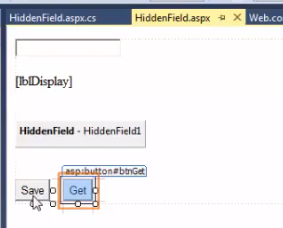 HiddenField.aspx.cs HiddenField.aspx Web.co
[lblDisplay]
HiddenField - HiddenField1
asp:button#btnGet
Save Get